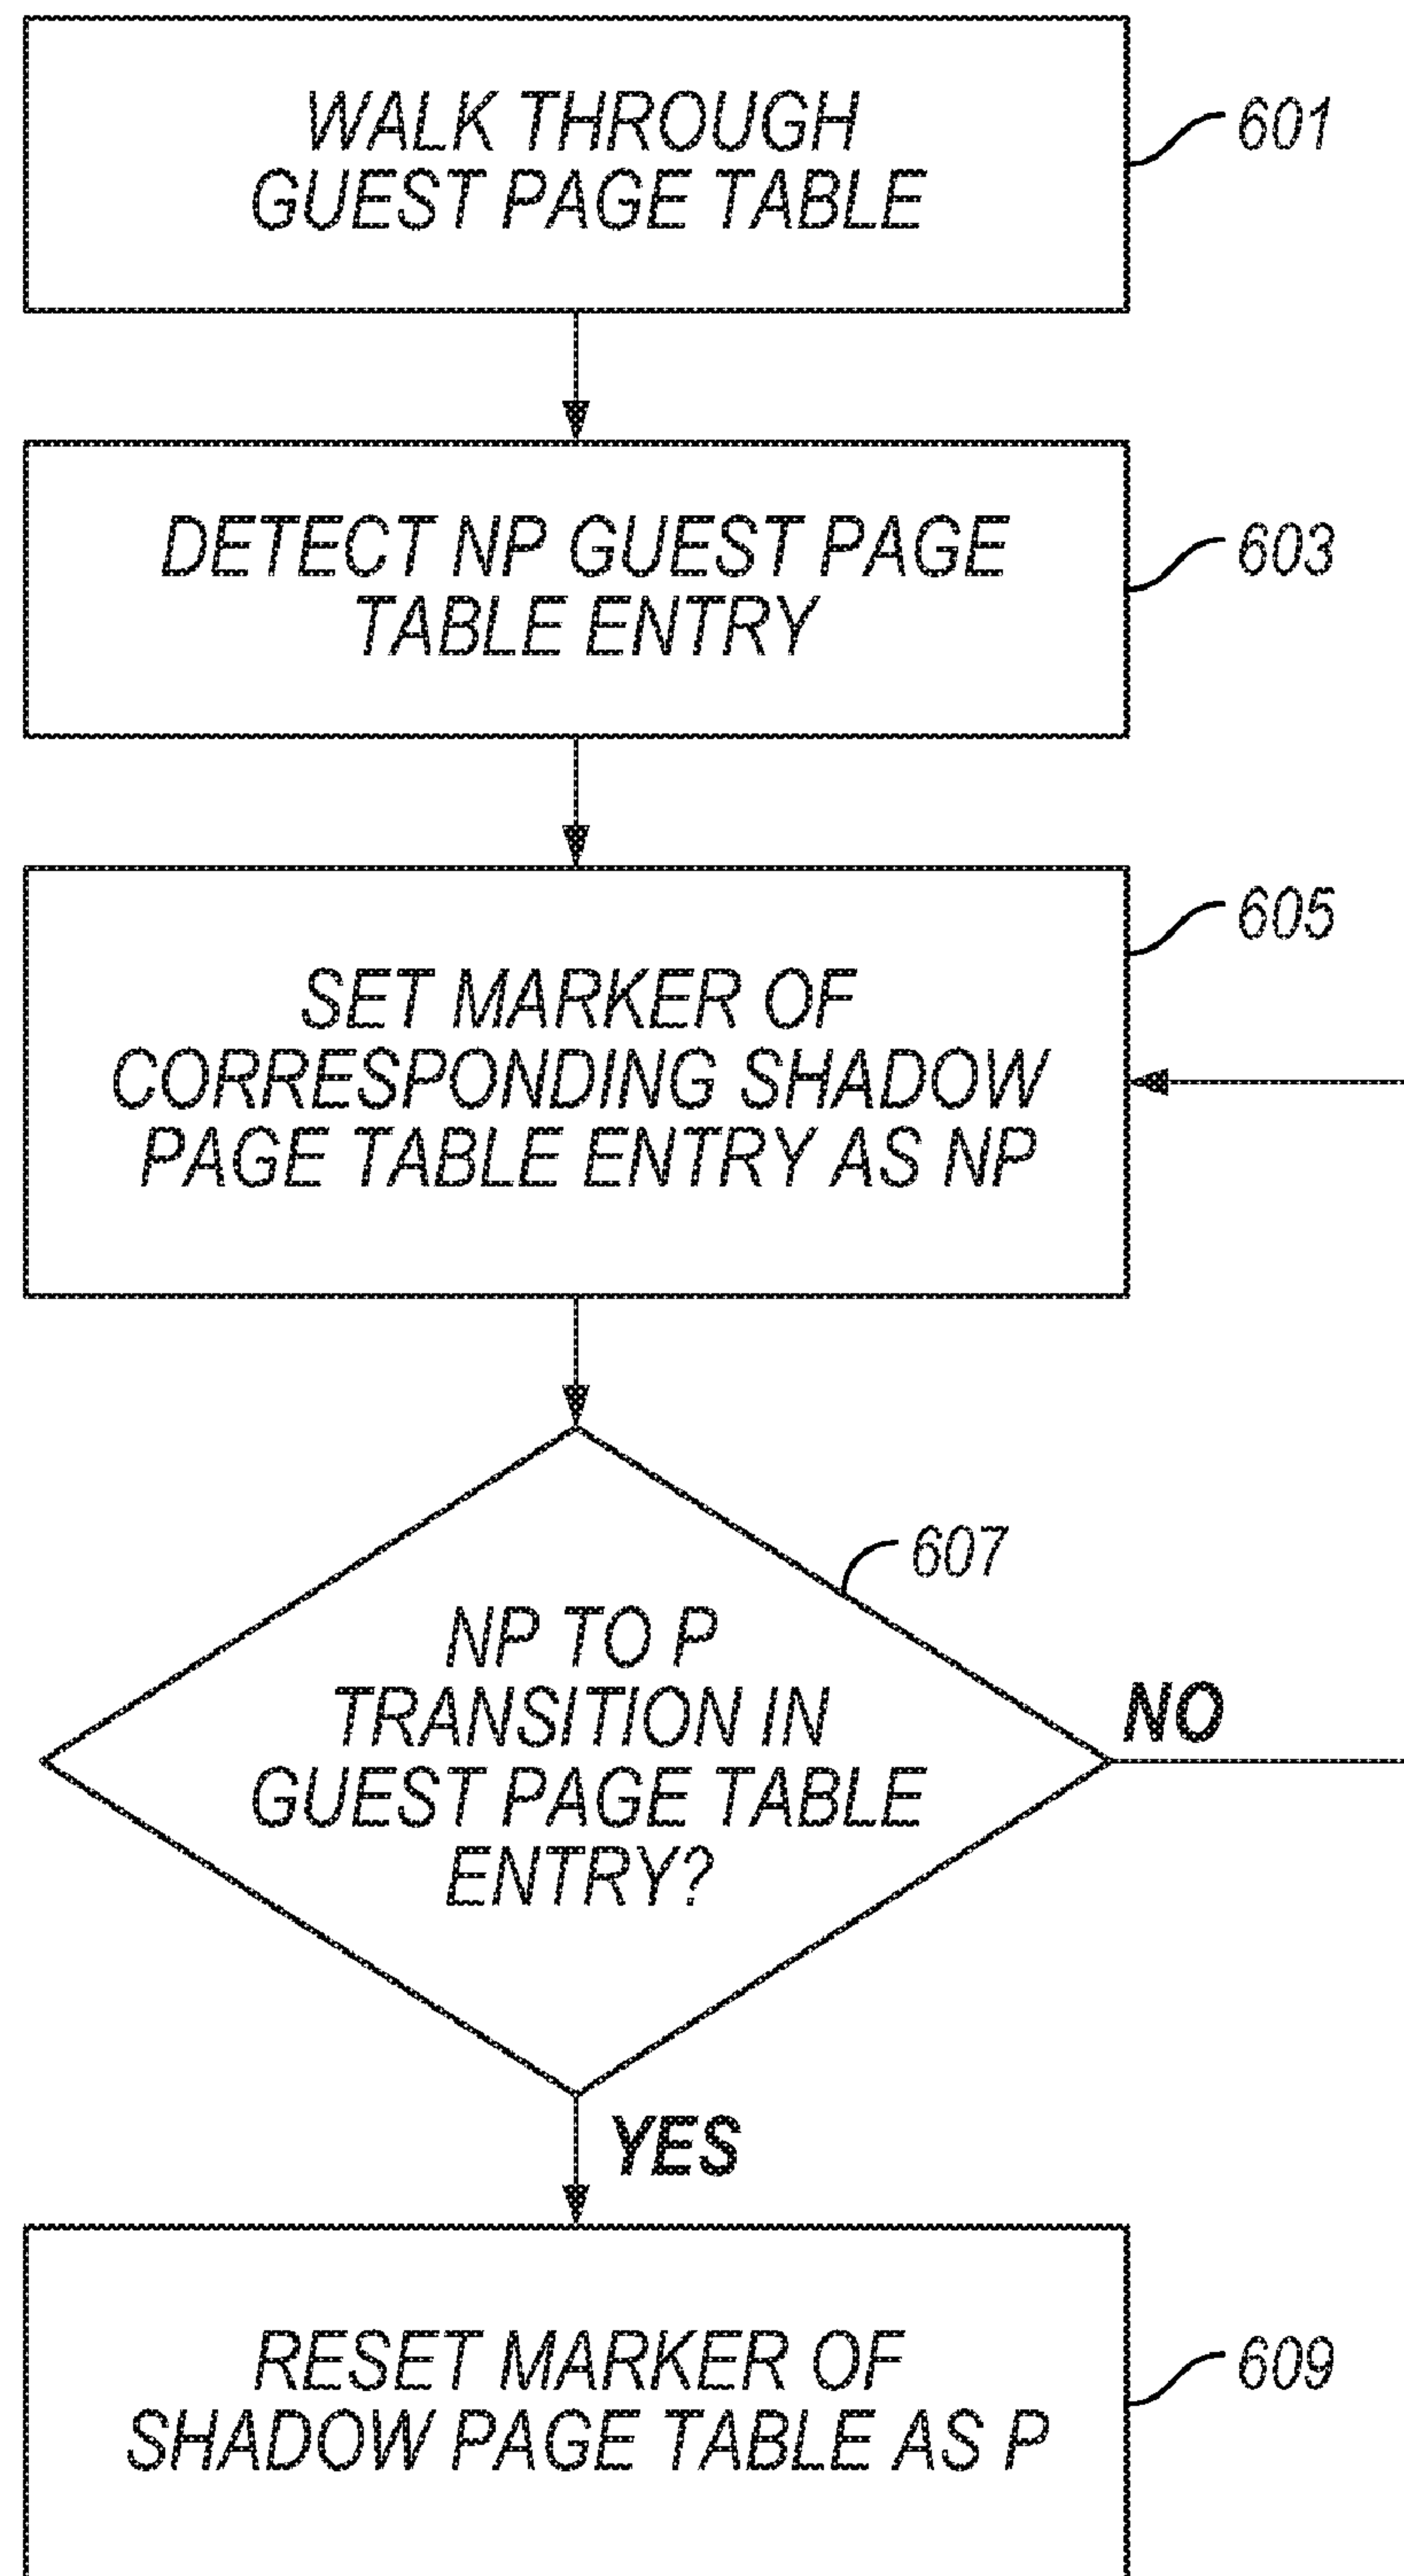 WALK THROUGH
GUEST PAGE TABLE
601
DETECT NP GUEST PAGE
TABLE ENTRY
603
605
SET MARKER OF
CORRESPONDING SHADOW
PAGE TABLE ENTRY AS NP
607
NP TO P
TRANSITION IN
GUEST PAGE TABLE
ENTRY?
NO
YES
RESET MARKER OF
SHADOW PAGE TABLE AS P
609